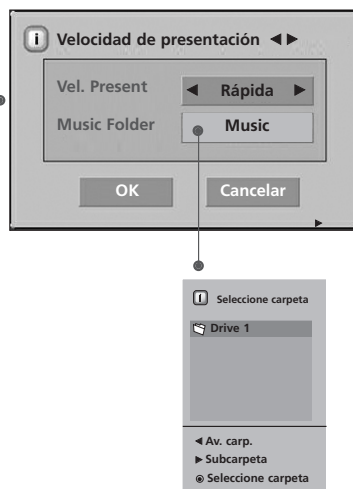 i Velocidad de presentación ◀ ▶
Vel. Present ◀ Rápida ▶
Music Folder Music
OK Cancelar
▶
i Seleccione carpeta
Drive 1
◀ Av. carp.
▶ Subcarpeta
◉ Seleccione carpeta